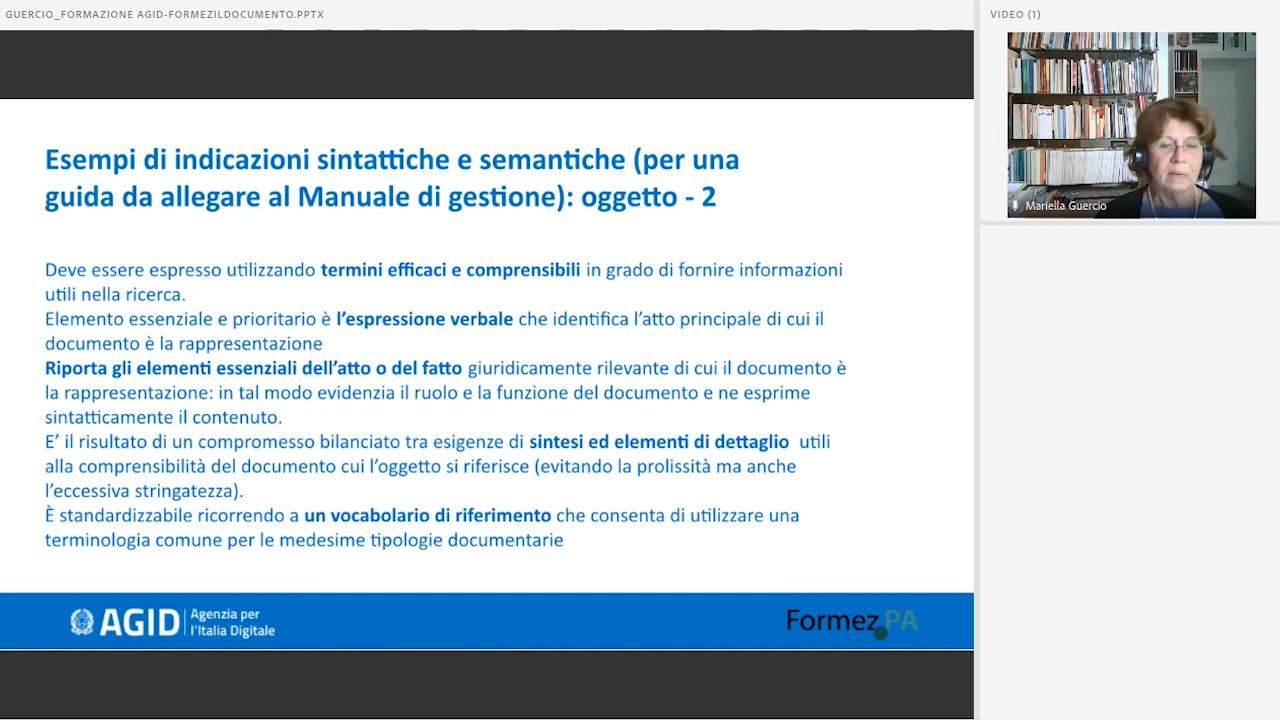 GUERCIO_FORMAZIONE AGID-FORMEZILDOCUMENTO.PPTX
VIDEO (1)
Mariella Guercio
Esempi di indicazioni sintattiche e semantiche (per una
guida da allegare al Manuale di gestione): oggetto - 2
Deve essere espresso utilizzando termini efficaci e comprensibili in grado di fornire informazioni
utili nella ricerca.
Elemento essenziale e prioritario è l’espressione verbale che identifica l’atto principale di cui il
documento è la rappresentazione
Riporta gli elementi essenziali dell’atto o del fatto giuridicamente rilevante di cui il documento è
la rappresentazione: in tal modo evidenzia il ruolo e la funzione del documento e ne esprime
sintatticamente il contenuto.
E’ il risultato di un compromesso bilanciato tra esigenze di sintesi ed elementi di dettaglio utili
alla comprensibilità del documento cui l’oggetto si riferisce (evitando la prolissità ma anche
l’eccessiva stringatezza).
È standardizzabile ricorrendo a un vocabolario di riferimento che consenta di utilizzare una
terminologia comune per le medesime tipologie documentarie
AGID Agenzia per
l’Italia Digitale
Formez PA